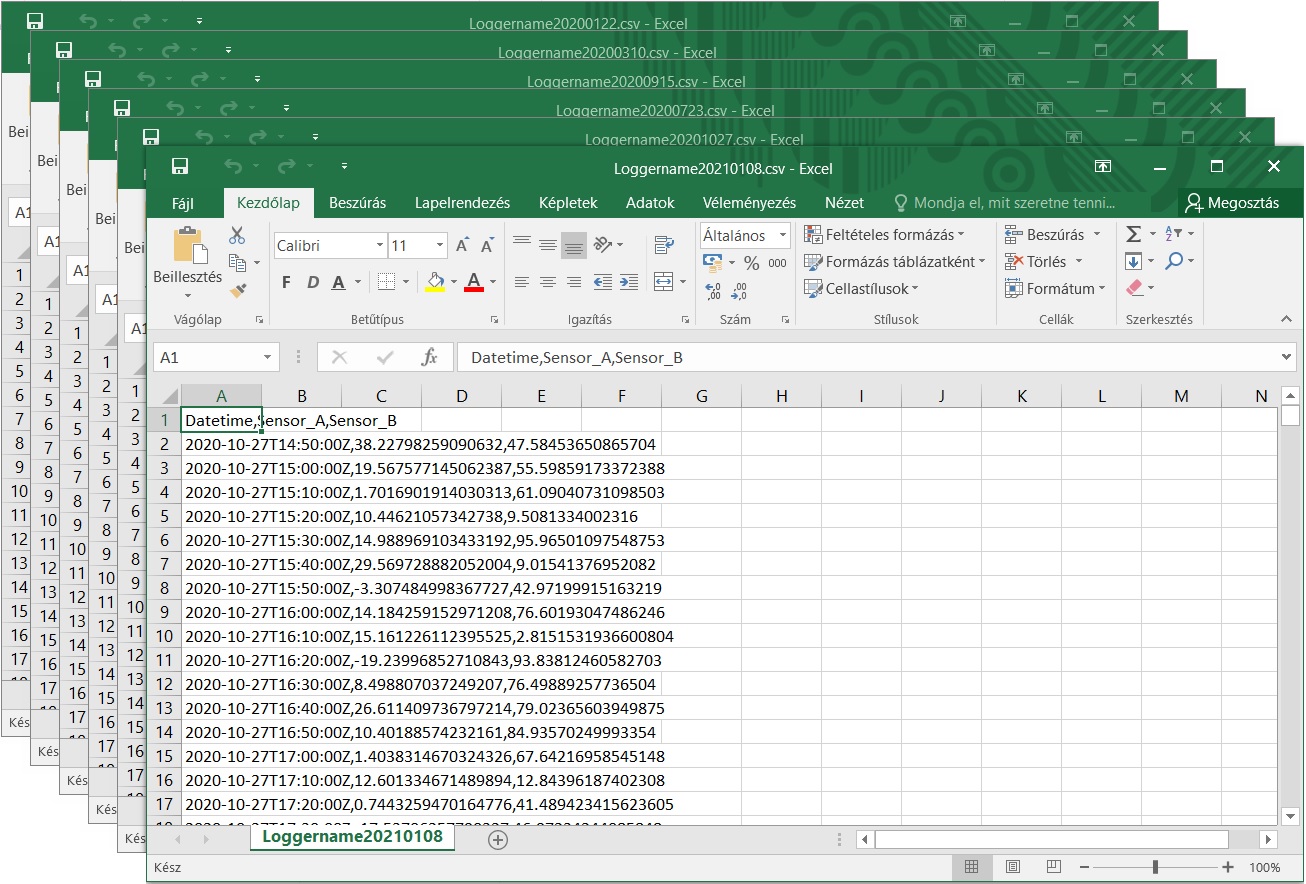 Loggername20200122.csv - Excel
Loggername20200310.csv - Excel
Loggername20200915.csv - Excel
Loggername20200723.csv - Excel
Loggername20201027.csv - Excel
Loggername20210108.csv - Excel
Fájl Kezdőlap Beszúrás Lapelrendezés Képletek Adatok Véleményezés Nézet Mondja el, mit szeretne tenni... Megosztás
Beillesztés
Calibri 11
F D A
Általános
% 000
Feltételes formázás
Formázás táblázatként
Cellastílusok
Beszúrás
Törlés
Formátum
Vágólap Betűtípus Igazítás Szám Stílusok Cellák Szerkesztés
A1 fx Datetime,Sensor_A,Sensor_B
A B C D E F G H I J K L M N
1 Datetime,Sensor_A,Sensor_B
2 2020-10-27T14:50:00Z,38.22798259090632,47.58453650865704
3 2020-10-27T15:00:00Z,19.567577145062387,55.59859173372388
4 2020-10-27T15:10:00Z,1.7016901914030313,61.09040731098503
5 2020-10-27T15:20:00Z,10.44621057342738,9.5081334002316
6 2020-10-27T15:30:00Z,14.988969103433192,95.96501097548753
7 2020-10-27T15:40:00Z,29.569728882052004,9.01541376952082
8 2020-10-27T15:50:00Z,-3.307484998367727,42.97199915163219
9 2020-10-27T16:00:00Z,14.184259152971208,76.60193047486246
10 2020-10-27T16:10:00Z,15.161226112395525,2.8151531936600804
11 2020-10-27T16:20:00Z,-19.23996852710843,93.83812460582703
12 2020-10-27T16:30:00Z,8.498807037249207,76.49889257736504
13 2020-10-27T16:40:00Z,26.611409736797214,79.02365603949875
14 2020-10-27T16:50:00Z,10.40188574232161,84.93570249993354
15 2020-10-27T17:00:00Z,1.4038314670324326,67.64216958545148
16 2020-10-27T17:10:00Z,12.601334671489894,12.84396187402308
17 2020-10-27T17:20:00Z,0.7443259470164776,41.489423415623605
Loggername20210108
Kész 100%